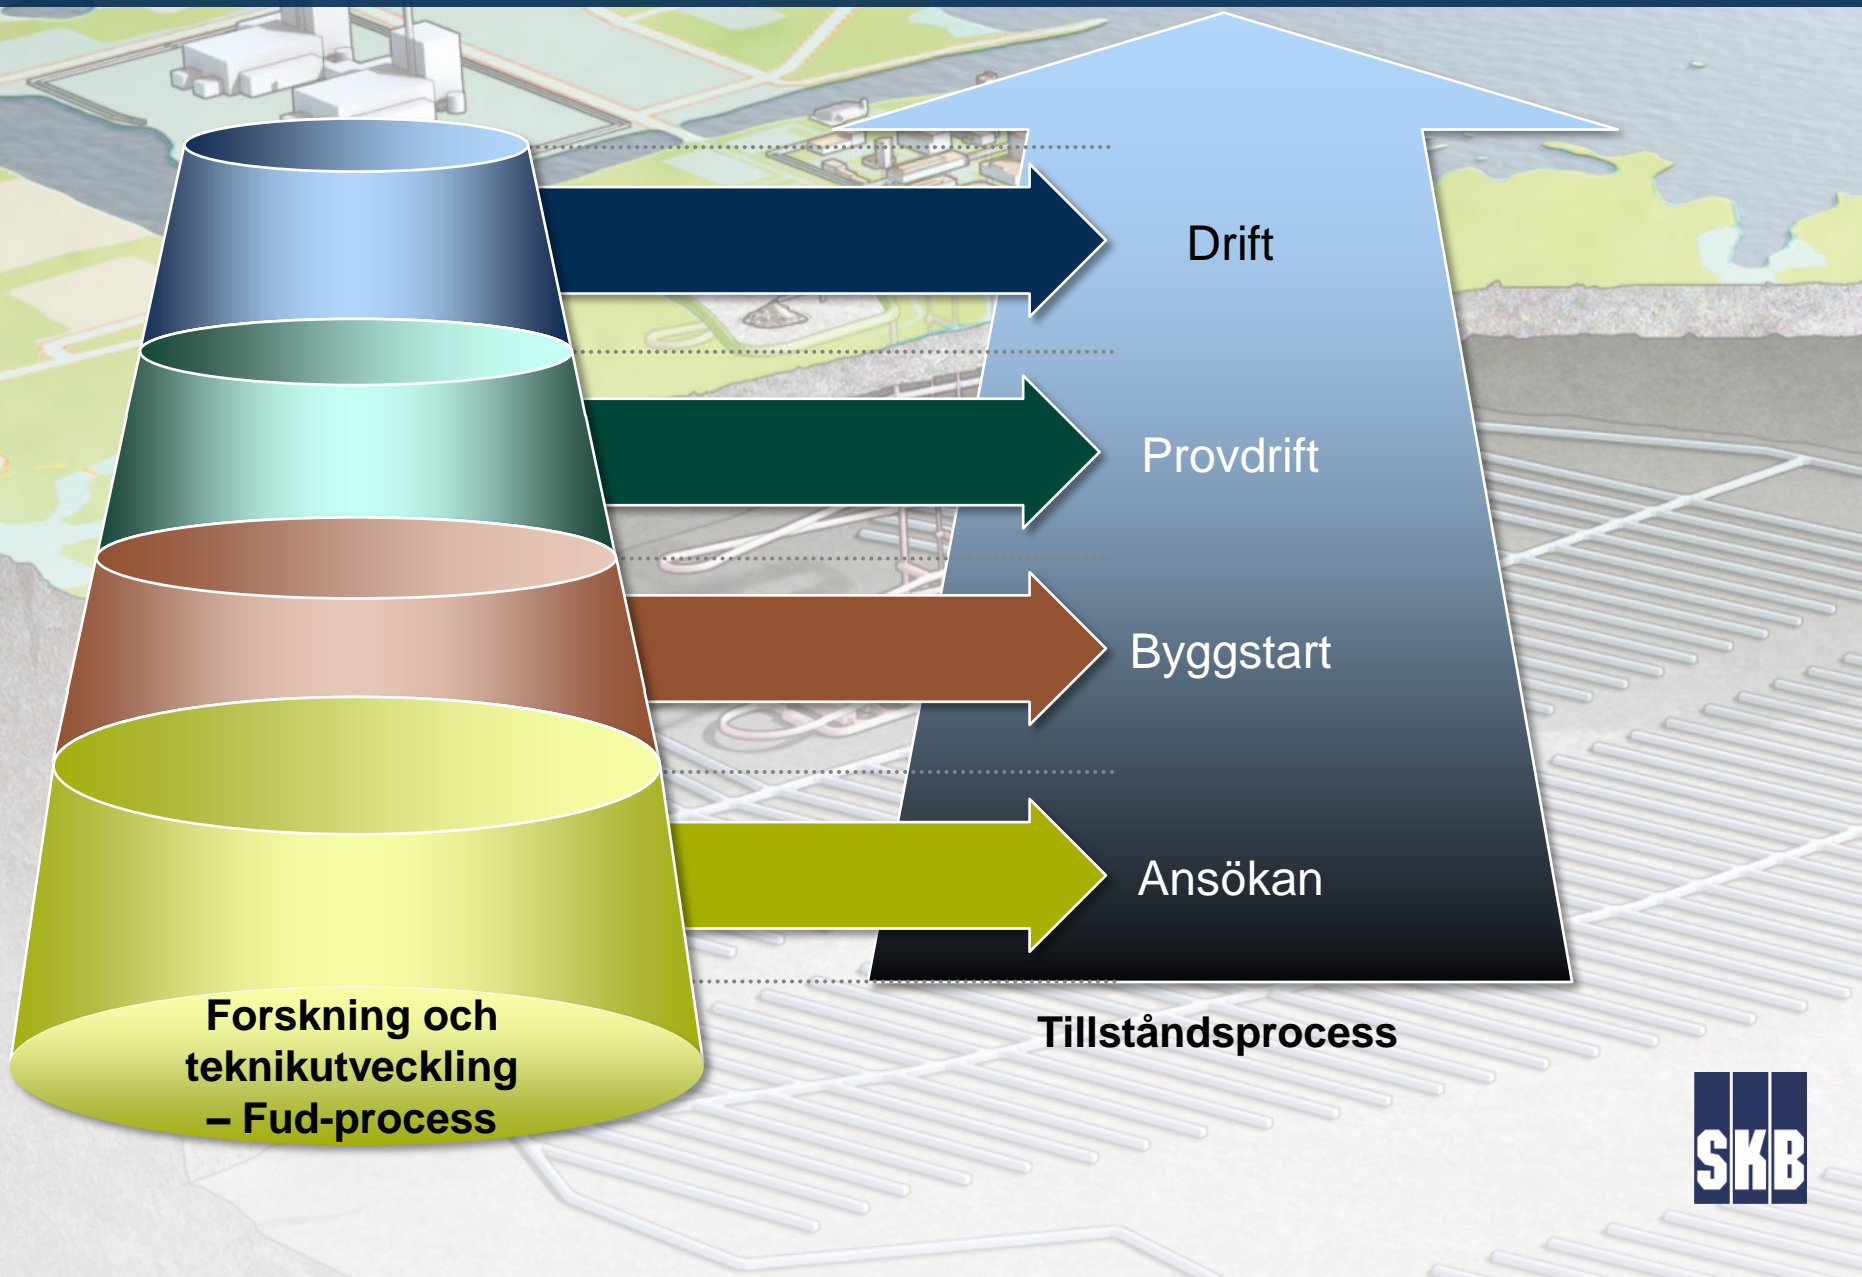 Drift
Provdrift
Byggstart
Ansökan
Forskning och
teknikutveckling
– Fud-process
Tillståndsprocess
SKB